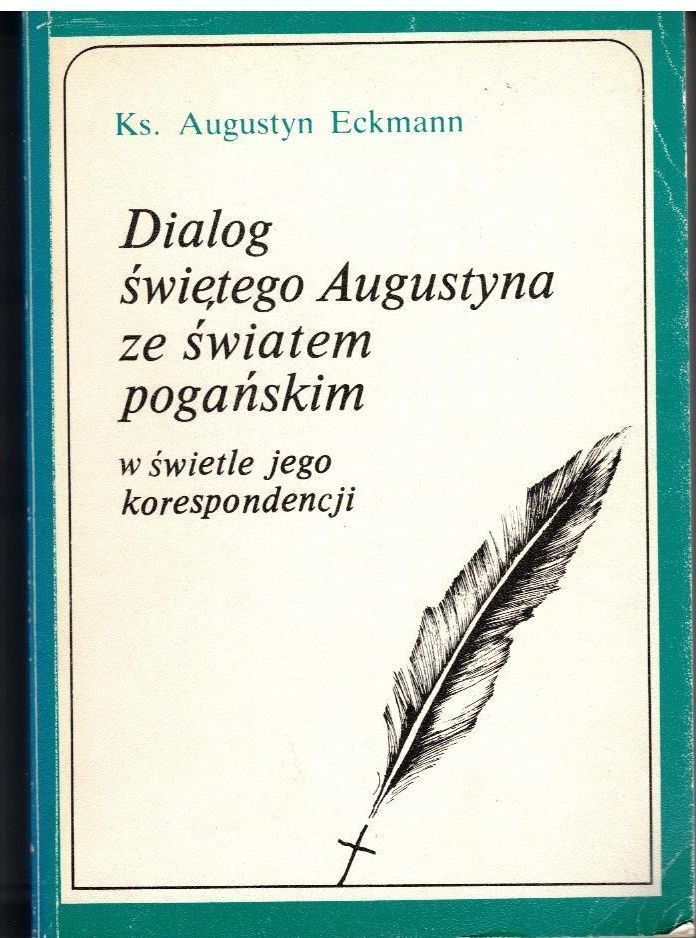 Ks. Augustyn Eckmann
Dialog
świętego Augustyna
ze światem
pogańskim
w świetle jego
korespondencji